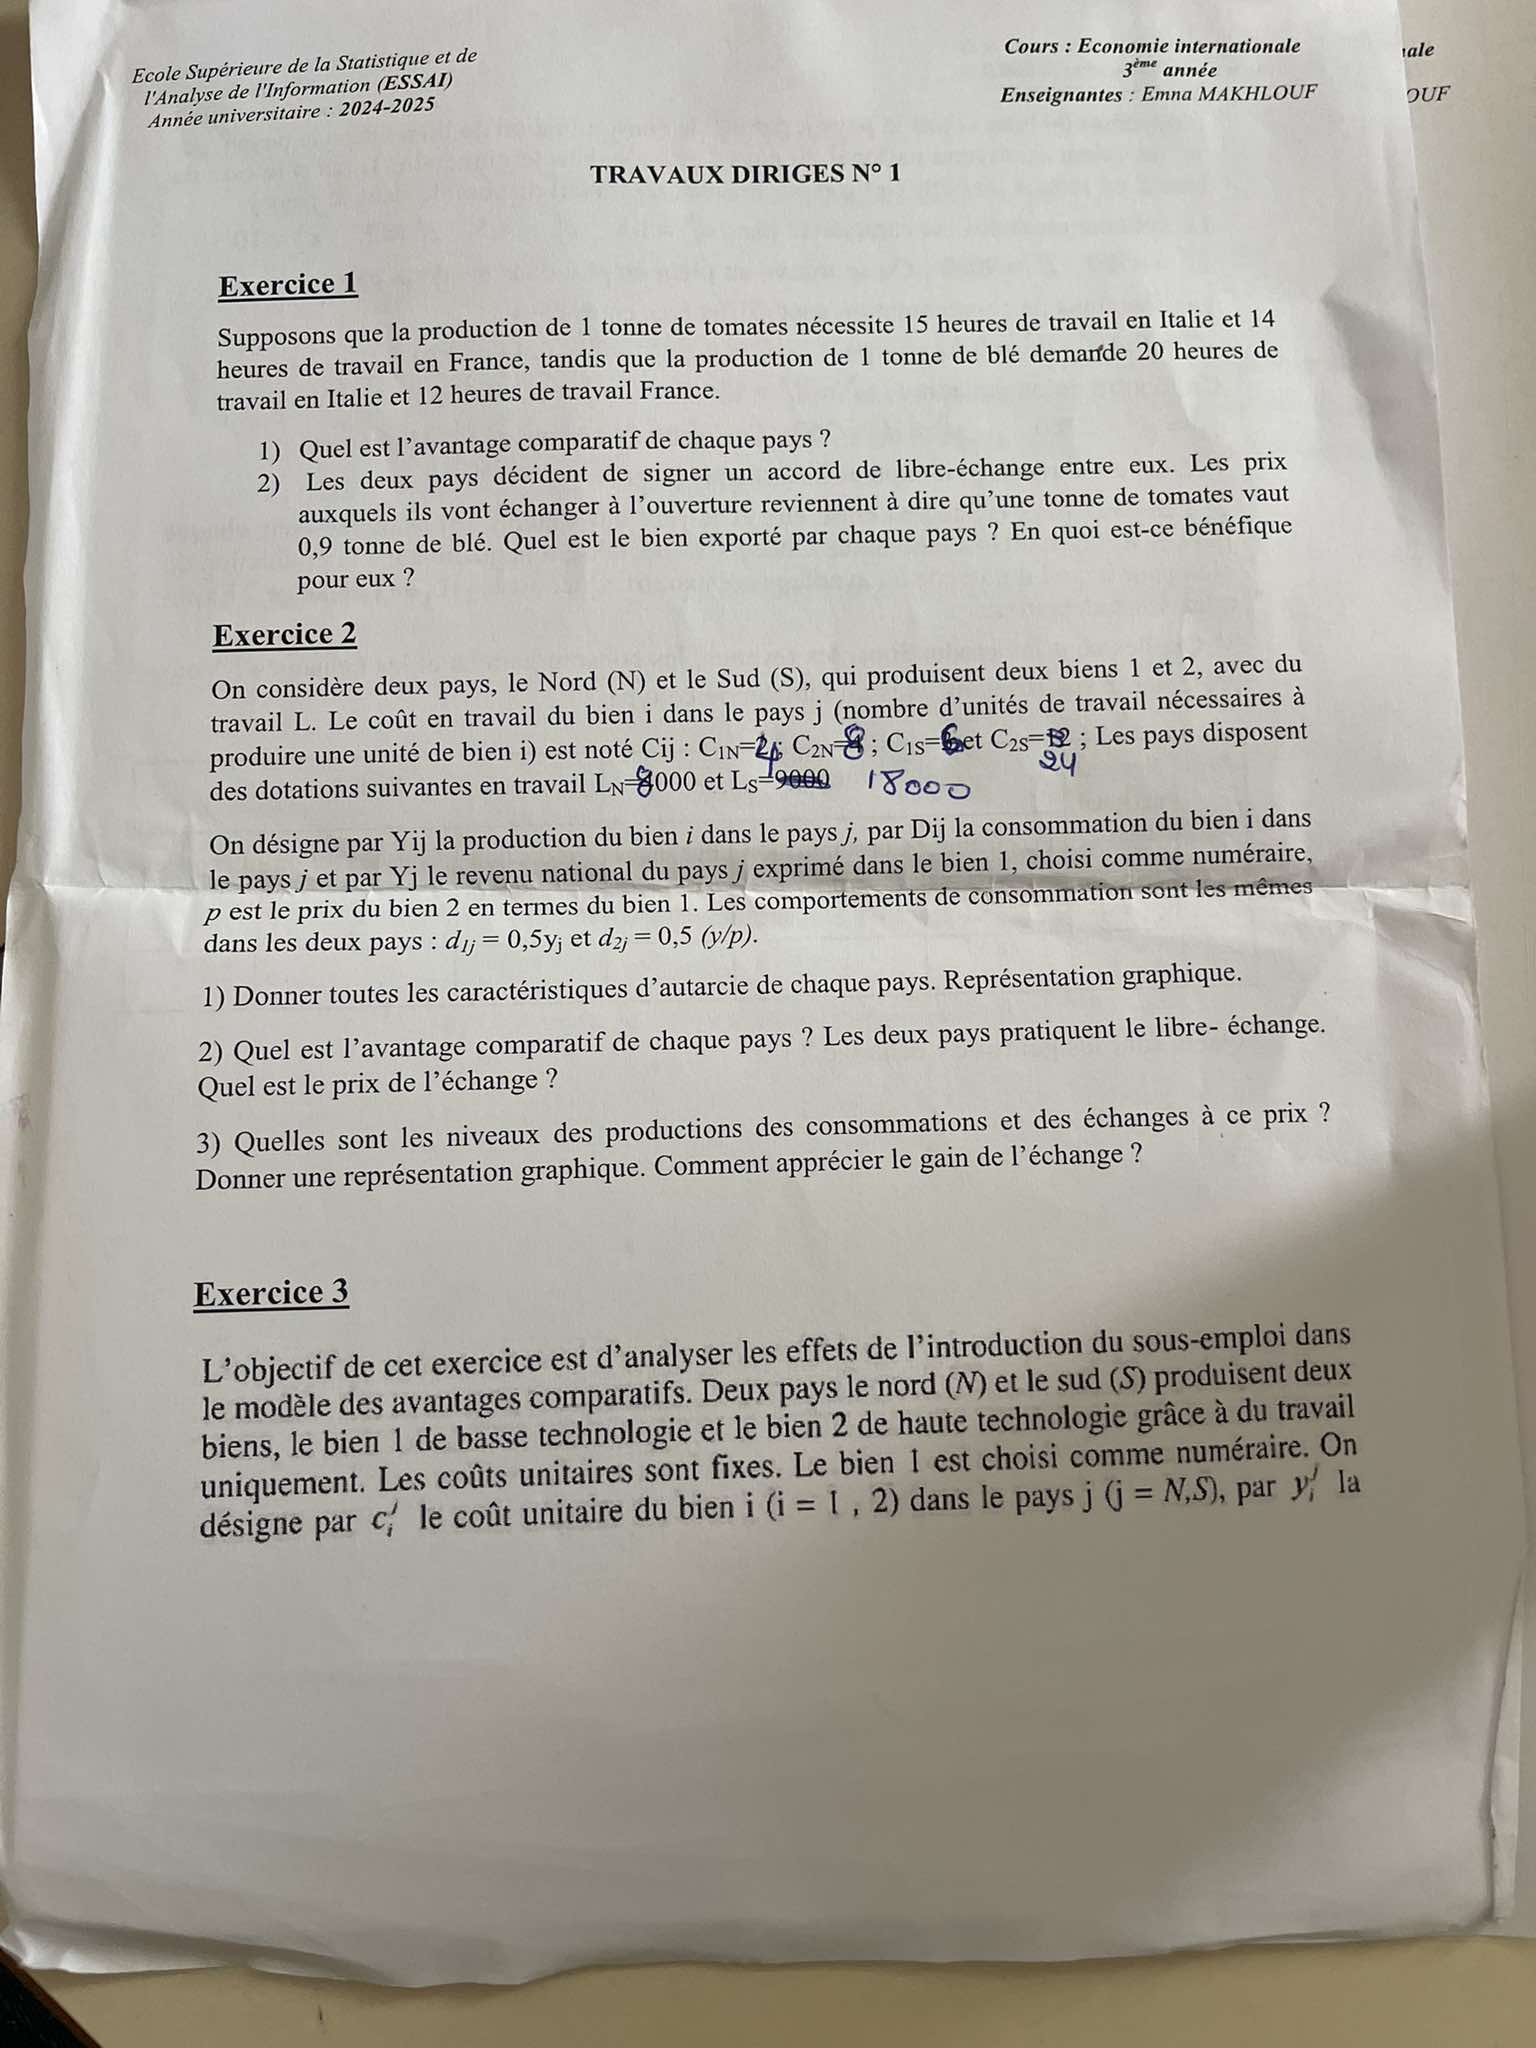 Ecole Supérieure de la Statistique et de
l'Analyse de l'Information (ESSAI)
Année universitaire : 2024-2025
Cours : Economie internationale
3ème année
Enseignantes : Emna MAKHLOUF
ale
OUF
TRAVAUX DIRIGES N° 1
Exercice 1
Supposons que la production de 1 tonne de tomates nécessite 15 heures de travail en Italie et 14
heures de travail en France, tandis que la production de 1 tonne de blé demande 20 heures de
travail en Italie et 12 heures de travail France.
1) Quel est l'avantage comparatif de chaque pays ?
2) Les deux pays décident de signer un accord de libre-échange entre eux. Les prix
auxquels ils vont échanger à l'ouverture reviennent à dire qu'une tonne de tomates vaut
0,9 tonne de blé. Quel est le bien exporté par chaque pays ? En quoi est-ce bénéfique
pour eux ?
Exercice 2
On considère deux pays, le Nord (N) et le Sud (S), qui produisent deux biens 1 et 2, avec du
travail L. Le coût en travail du bien i dans le pays j (nombre d'unités de travail nécessaires à
produire une unité de bien i) est noté Cij : C1N=4 ; C2N=8 ; C1S=6 et C2S=12 ; Les pays disposent
24
des dotations suivantes en travail LN=8000 et LS=9000 18000
On désigne par Yij la production du bien i dans le pays j, par Dij la consommation du bien i dans
le pays j et par Yj le revenu national du pays j exprimé dans le bien 1, choisi comme numéraire,
p est le prix du bien 2 en termes du bien 1. Les comportements de consommation sont les mêmes
dans les deux pays : d1j = 0,5yj et d2j = 0,5 (y/p).
1) Donner toutes les caractéristiques d'autarcie de chaque pays. Représentation graphique.
2) Quel est l'avantage comparatif de chaque pays ? Les deux pays pratiquent le libre- échange.
Quel est le prix de l'échange ?
3) Quelles sont les niveaux des productions des consommations et des échanges à ce prix ?
Donner une représentation graphique. Comment apprécier le gain de l'échange ?
Exercice 3
L'objectif de cet exercice est d'analyser les effets de l'introduction du sous-emploi dans
le modèle des avantages comparatifs. Deux pays le nord (N) et le sud (S) produisent deux
biens, le bien 1 de basse technologie et le bien 2 de haute technologie grâce à du travail
uniquement. Les coûts unitaires sont fixes. Le bien 1 est choisi comme numéraire. On
désigne par c_i^j le coût unitaire du bien i (i = 1 , 2) dans le pays j (j = N,S), par y_i^j la